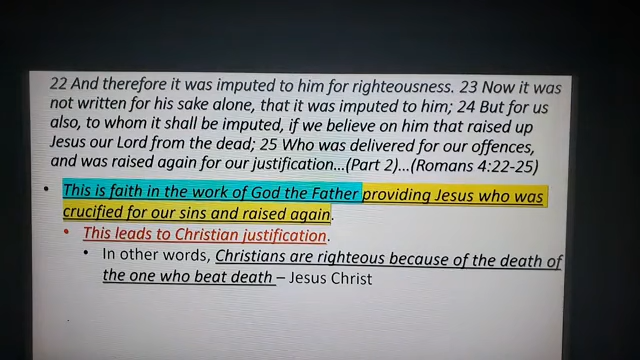 22 And therefore it was imputed to him for righteousness. 23 Now it was
not written for his sake alone, that it was imputed to him; 24 But for us
also, to whom it shall be imputed, if we believe on him that raised up
Jesus our Lord from the dead; 25 Who was delivered for our offences,
and was raised again for our justification...(Part 2)...(Romans 4:22-25)
• This is faith in the work of God the Father providing Jesus who was
crucified for our sins and raised again.
• This leads to Christian justification.
• In other words, Christians are righteous because of the death of
the one who beat death – Jesus Christ